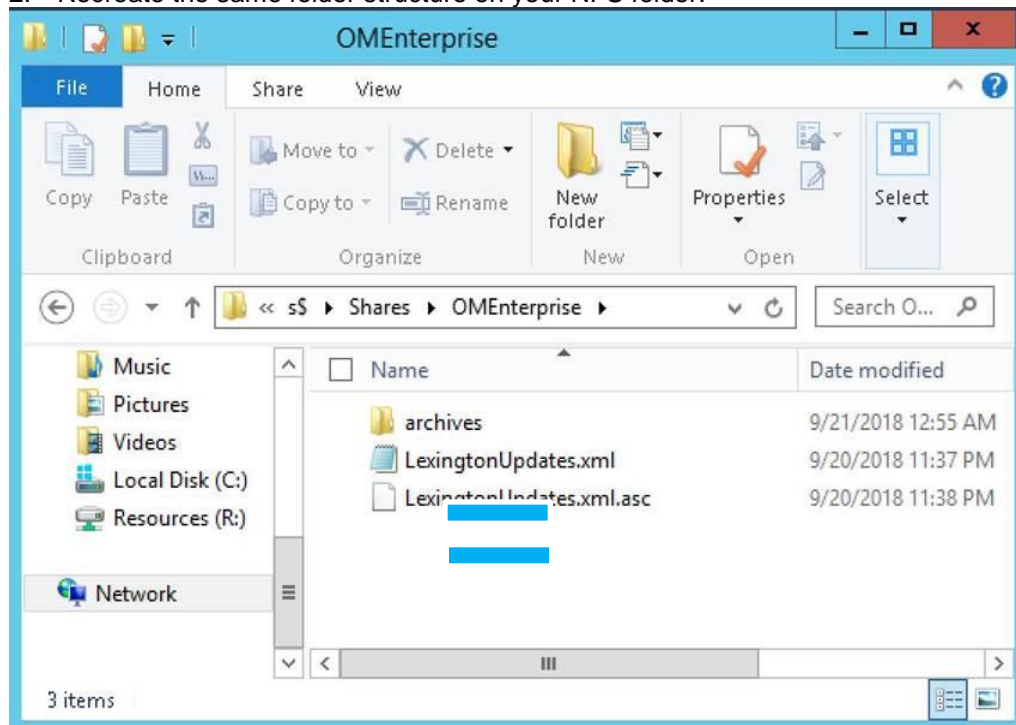 OMEnterprise
File Home Share View
Copy Paste
Move to Delete
Copy to Rename
New folder
Properties
Select
Clipboard Organize New Open
« s$ Shares OMEnterprise Search O...
Music
Pictures
Videos
Local Disk (C:)
Resources (R:)
Network
Name Date modified
archives 9/21/2018 12:55 AM
LexingtonUpdates.xml 9/20/2018 11:37 PM
LexingtonUpdates.xml.asc 9/20/2018 11:38 PM
3 items